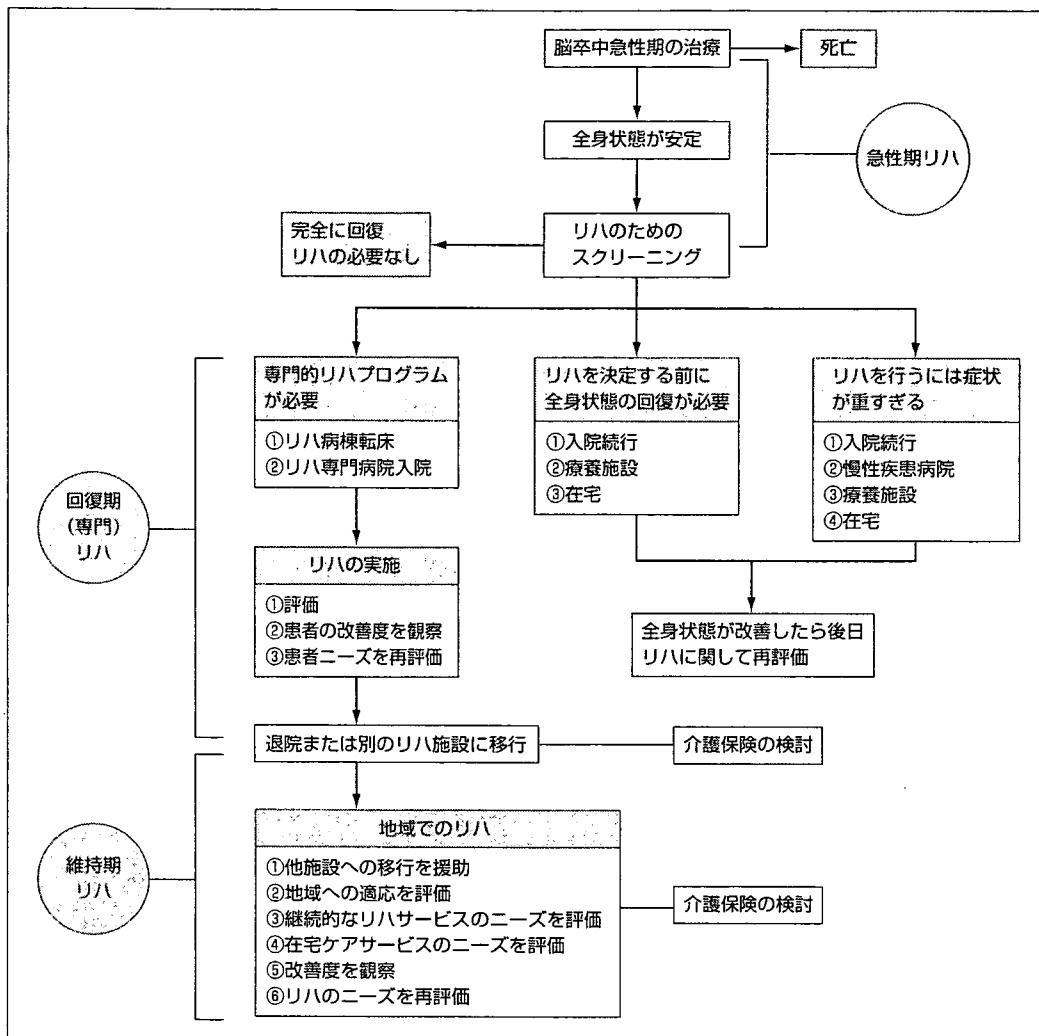 脳卒中急性期の治療
死亡
全身状態が安定
急性期リハ
リハのための
スクリーニング
完全に回復
リハの必要なし
専門的リハプログラム
が必要
①リハ病棟転床
②リハ専門病院入院
リハを決定する前に
全身状態の回復が必要
①入院続行
②療養施設
③在宅
リハを行うには症状
が重すぎる
①入院続行
②慢性疾患病院
③療養施設
④在宅
回復期
(専門)
リハ
リハの実施
①評価
②患者の改善度を観察
③患者ニーズを再評価
全身状態が改善したら後日
リハに関して再評価
退院または別のリハ施設に移行
介護保険の検討
維持期
リハ
地域でのリハ
①他施設への移行を援助
②地域への適応を評価
③継続的なリハサービスのニーズを評価
④在宅ケアサービスのニーズを評価
⑤改善度を観察
⑥リハのニーズを再評価
介護保険の検討